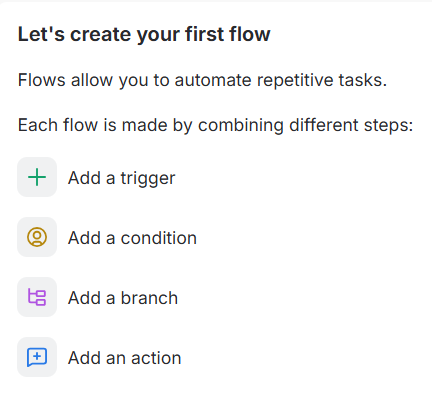 Let's create your first flow
Flows allow you to automate repetitive tasks.
Each flow is made by combining different steps:
Add a trigger
Add a condition
Add a branch
Add an action